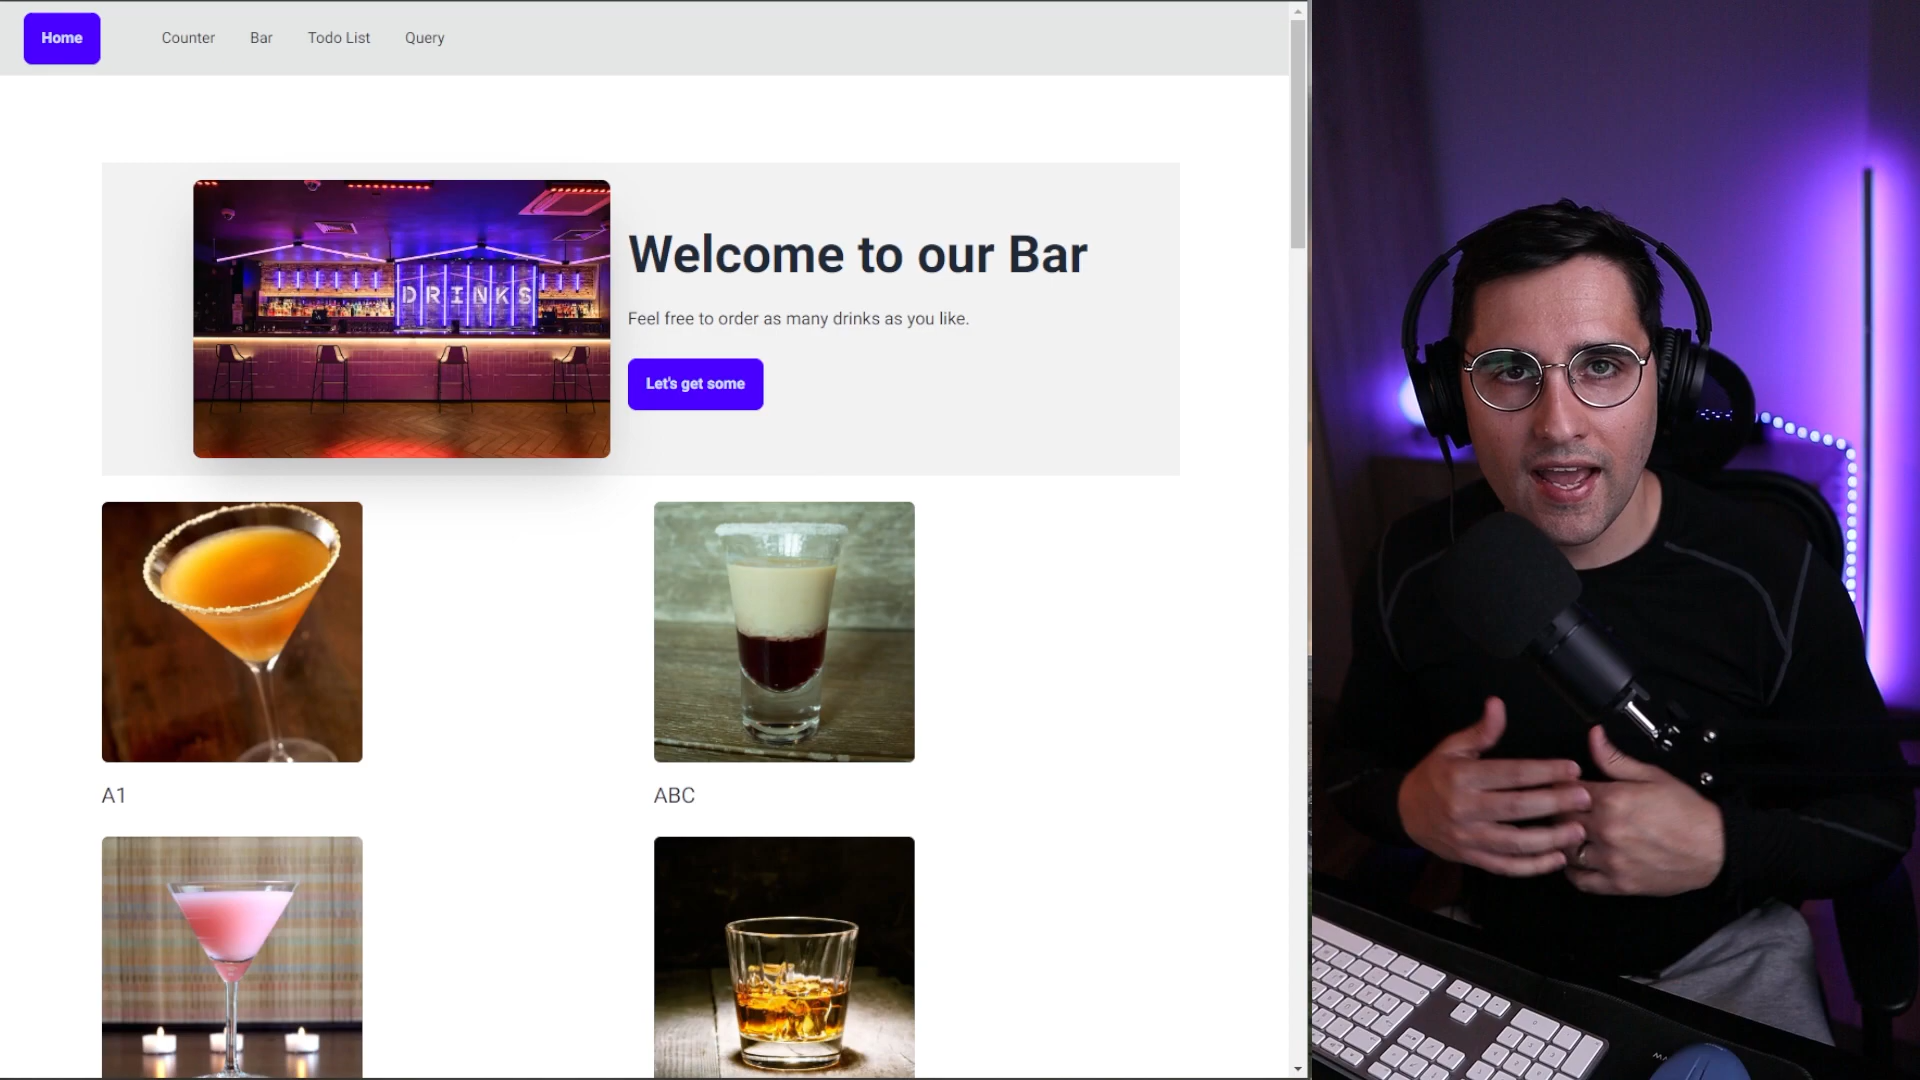 Home Counter Bar Todo List Query
DRINKS
Welcome to our Bar
Feel free to order as many drinks as you like.
Let's get some
A1
ABC